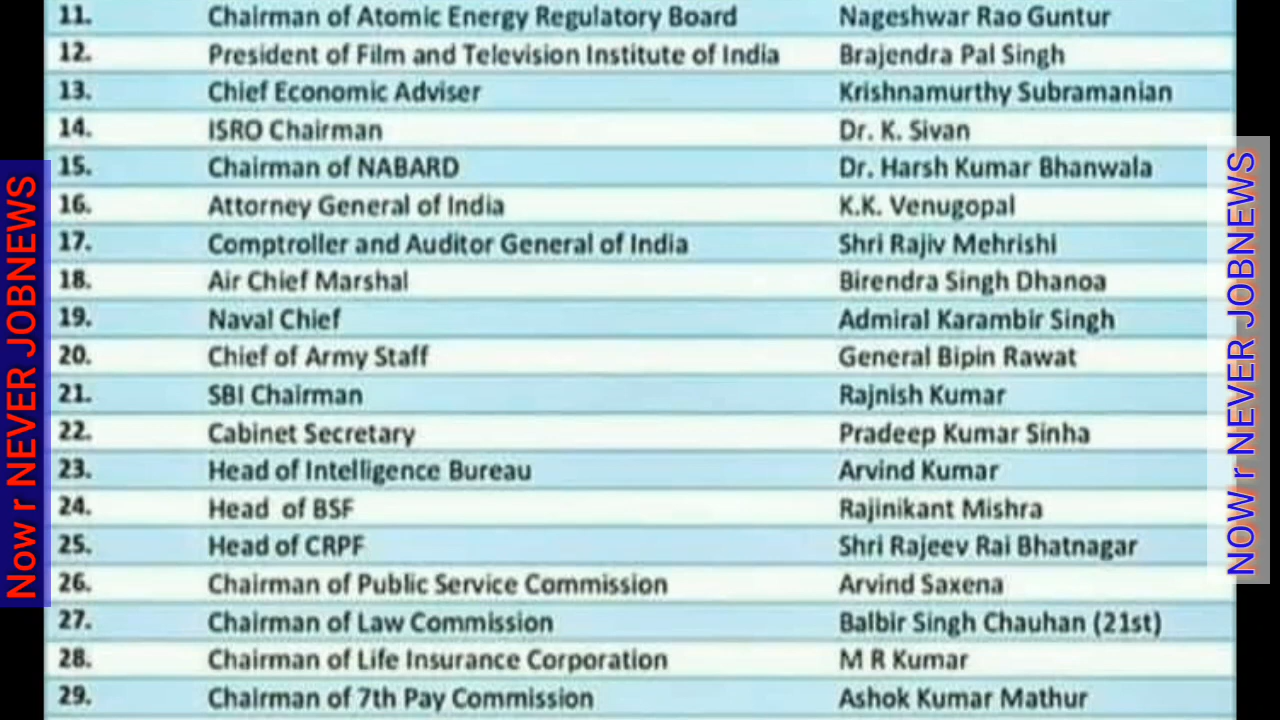 11. Chairman of Atomic Energy Regulatory Board Nageshwar Rao Guntur
12. President of Film and Television Institute of India Brajendra Pal Singh
13. Chief Economic Adviser Krishnamurthy Subramanian
14. ISRO Chairman Dr. K. Sivan
15. Chairman of NABARD Dr. Harsh Kumar Bhanwala
16. Attorney General of India K.K. Venugopal
17. Comptroller and Auditor General of India Shri Rajiv Mehrishi
18. Air Chief Marshal Birendra Singh Dhanoa
19. Naval Chief Admiral Karambir Singh
20. Chief of Army Staff General Bipin Rawat
21. SBI Chairman Rajnish Kumar
22. Cabinet Secretary Pradeep Kumar Sinha
23. Head of Intelligence Bureau Arvind Kumar
24. Head of BSF Rajinikant Mishra
25. Head of CRPF Shri Rajeev Rai Bhatnagar
26. Chairman of Public Service Commission Arvind Saxena
27. Chairman of Law Commission Balbir Singh Chauhan (21st)
28. Chairman of Life Insurance Corporation M R Kumar
29. Chairman of 7th Pay Commission Ashok Kumar Mathur
Now r NEVER JOBNEWS
NOW r NEVER JOBNEWS